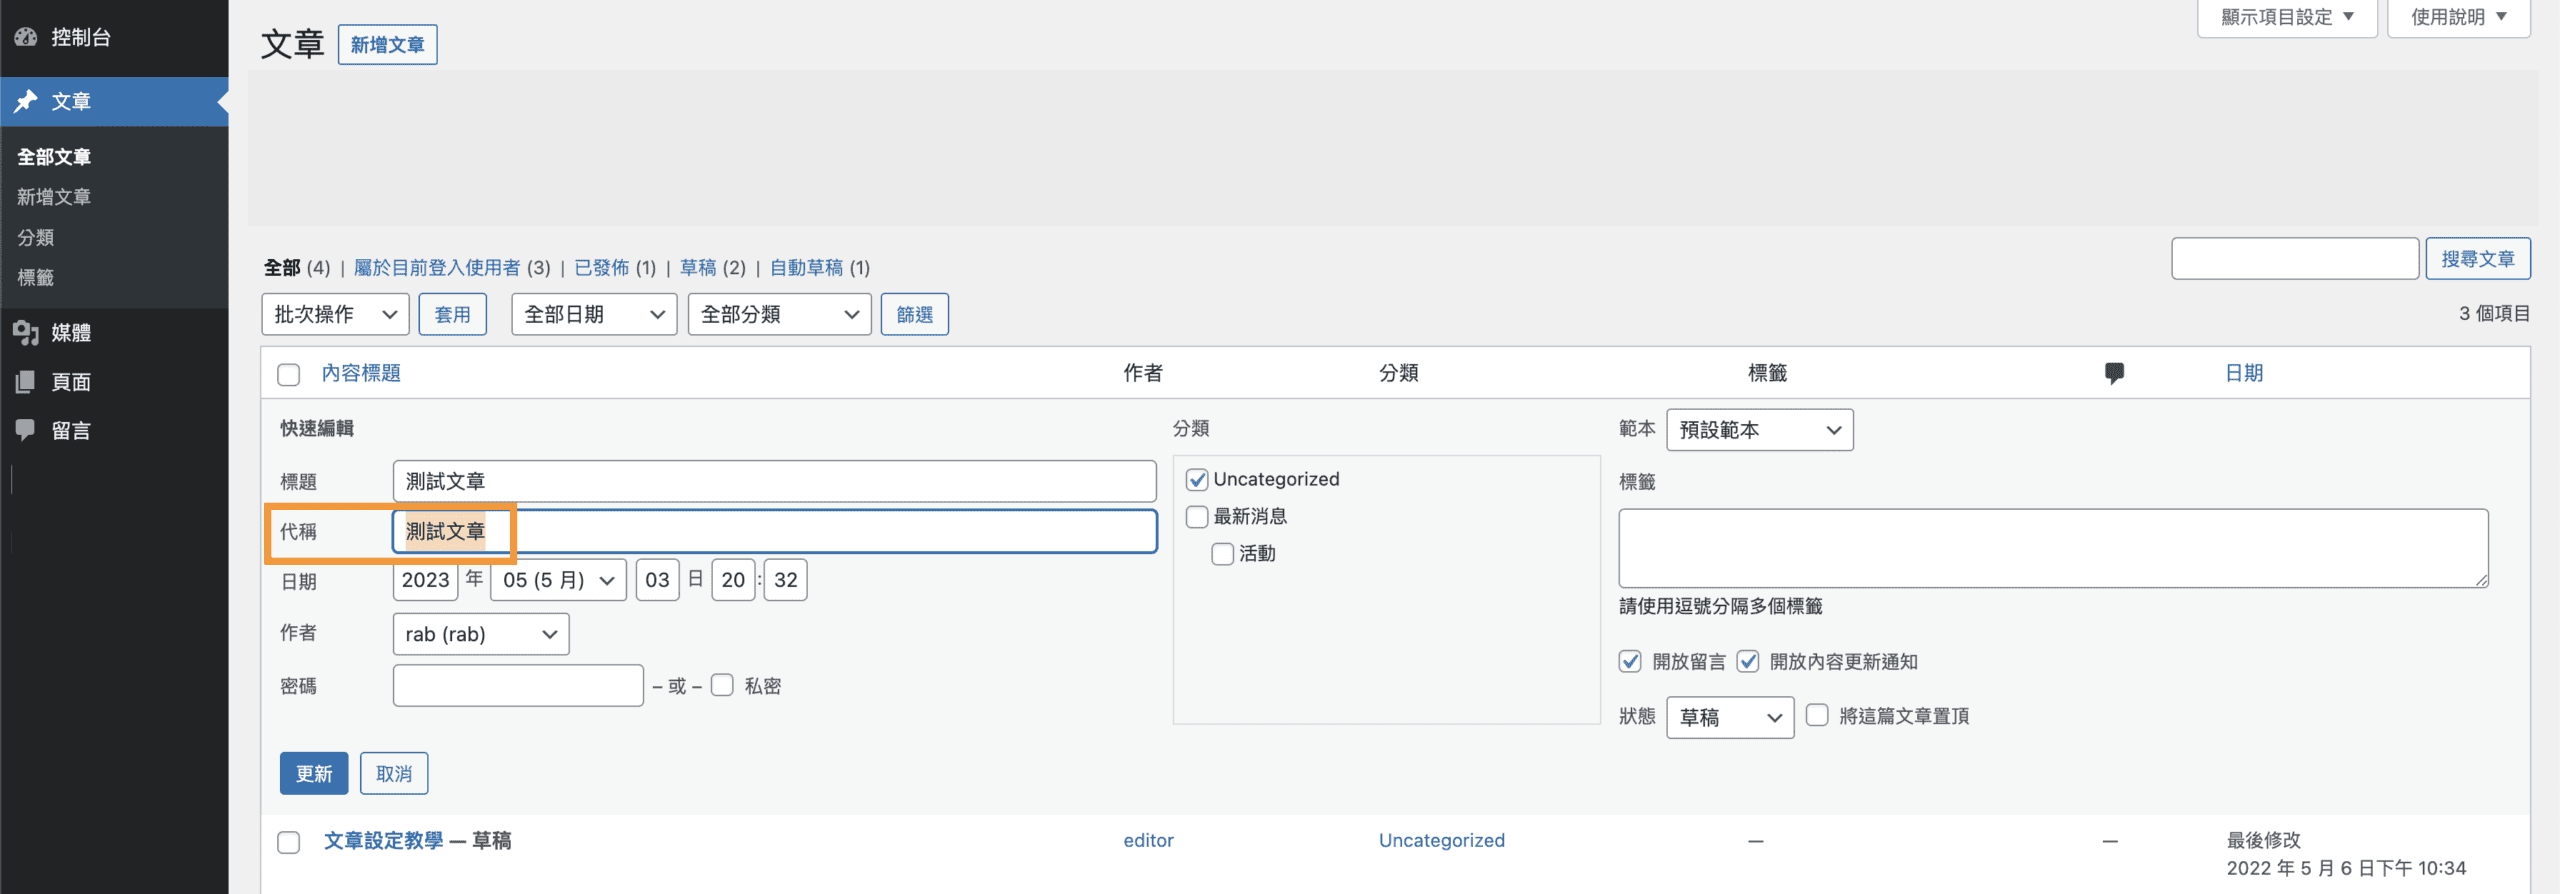 控制台
文章
全部文章
新增文章
分類
標籤
媒體
頁面
留言
文章 新增文章
顯示項目設定 ▼ 使用說明 ▼
全部 (4) | 屬於目前登入使用者 (3) | 已發佈 (1) | 草稿 (2) | 自動草稿 (1)
搜尋文章
批次操作 套用 全部日期 全部分類 篩選
3 個項目
內容標題 作者 分類 標籤 日期
快速編輯
標題 測試文章
代稱 測試文章
日期 2023 年 05 (5 月) 03 日 20 : 32
作者 rab (rab)
密碼 – 或 – 私密
分類
Uncategorized
最新消息
活動
範本 預設範本
標籤
請使用逗號分隔多個標籤
開放留言 開放內容更新通知
狀態 草稿 將這篇文章置頂
更新 取消
文章設定教學 — 草稿 editor Uncategorized — — 最後修改
2022 年 5 月 6 日下午 10:34